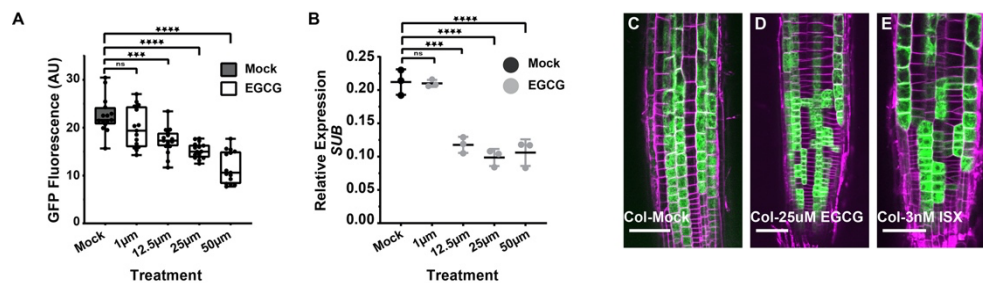 A
****
****
***
ns
Mock
EGCG
GFP Fluorescence (AU)
30
20
10
0
Mock
1µm
12.5µm
25µm
50µm
Treatment
B
****
****
***
ns
Mock
EGCG
Relative Expression
SUB
0.25
0.20
0.15
0.10
0.05
0.00
Mock
1µm
12.5µm
25µm
50µm
Treatment
C
Col-Mock
D
Col-25uM EGCG
E
Col-3nM ISX